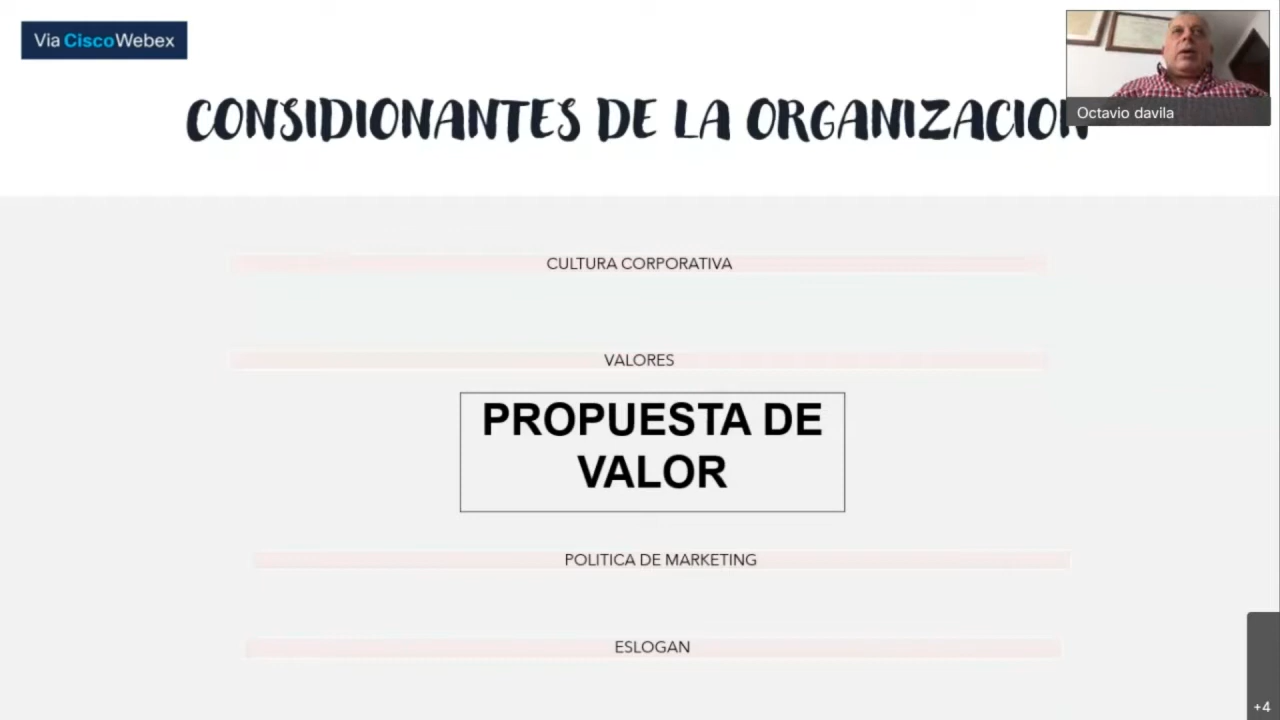 Via CiscoWebex
CONSIDIONANTES DE LA ORGANIZACION
Octavio davila
CULTURA CORPORATIVA
VALORES
PROPUESTA DE
VALOR
POLITICA DE MARKETING
ESLOGAN
+4